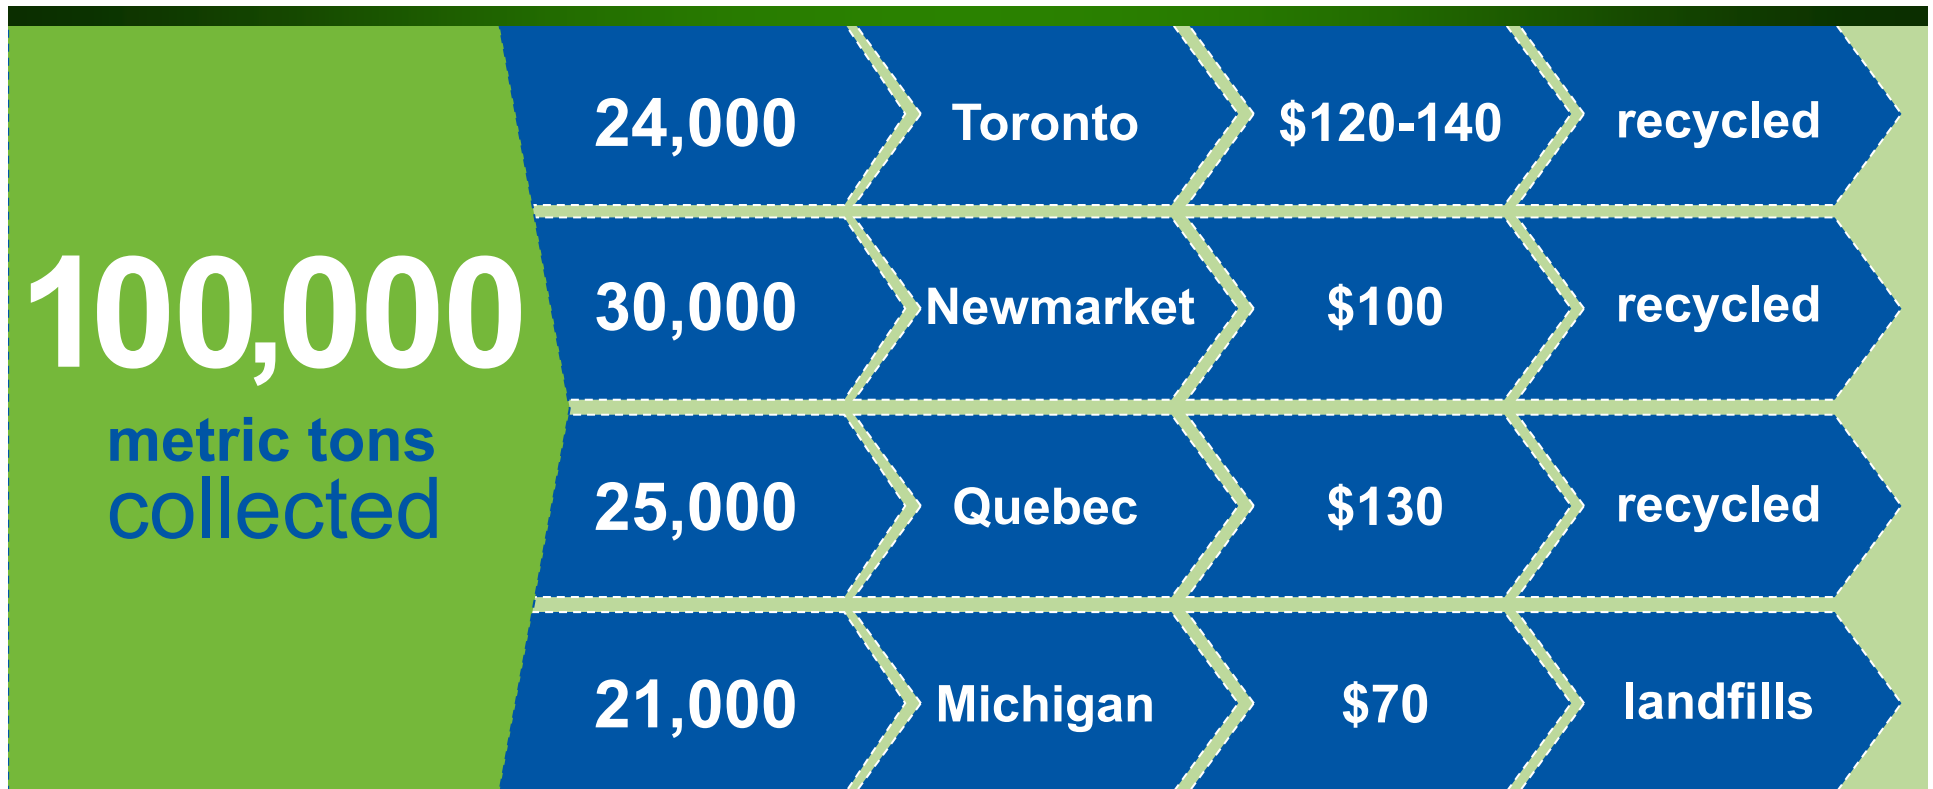 100,000
metric tons
collected
24,000
Toronto
$120-140
recycled
30,000
Newmarket
$100
recycled
25,000
Quebec
$130
recycled
21,000
Michigan
$70
landfills